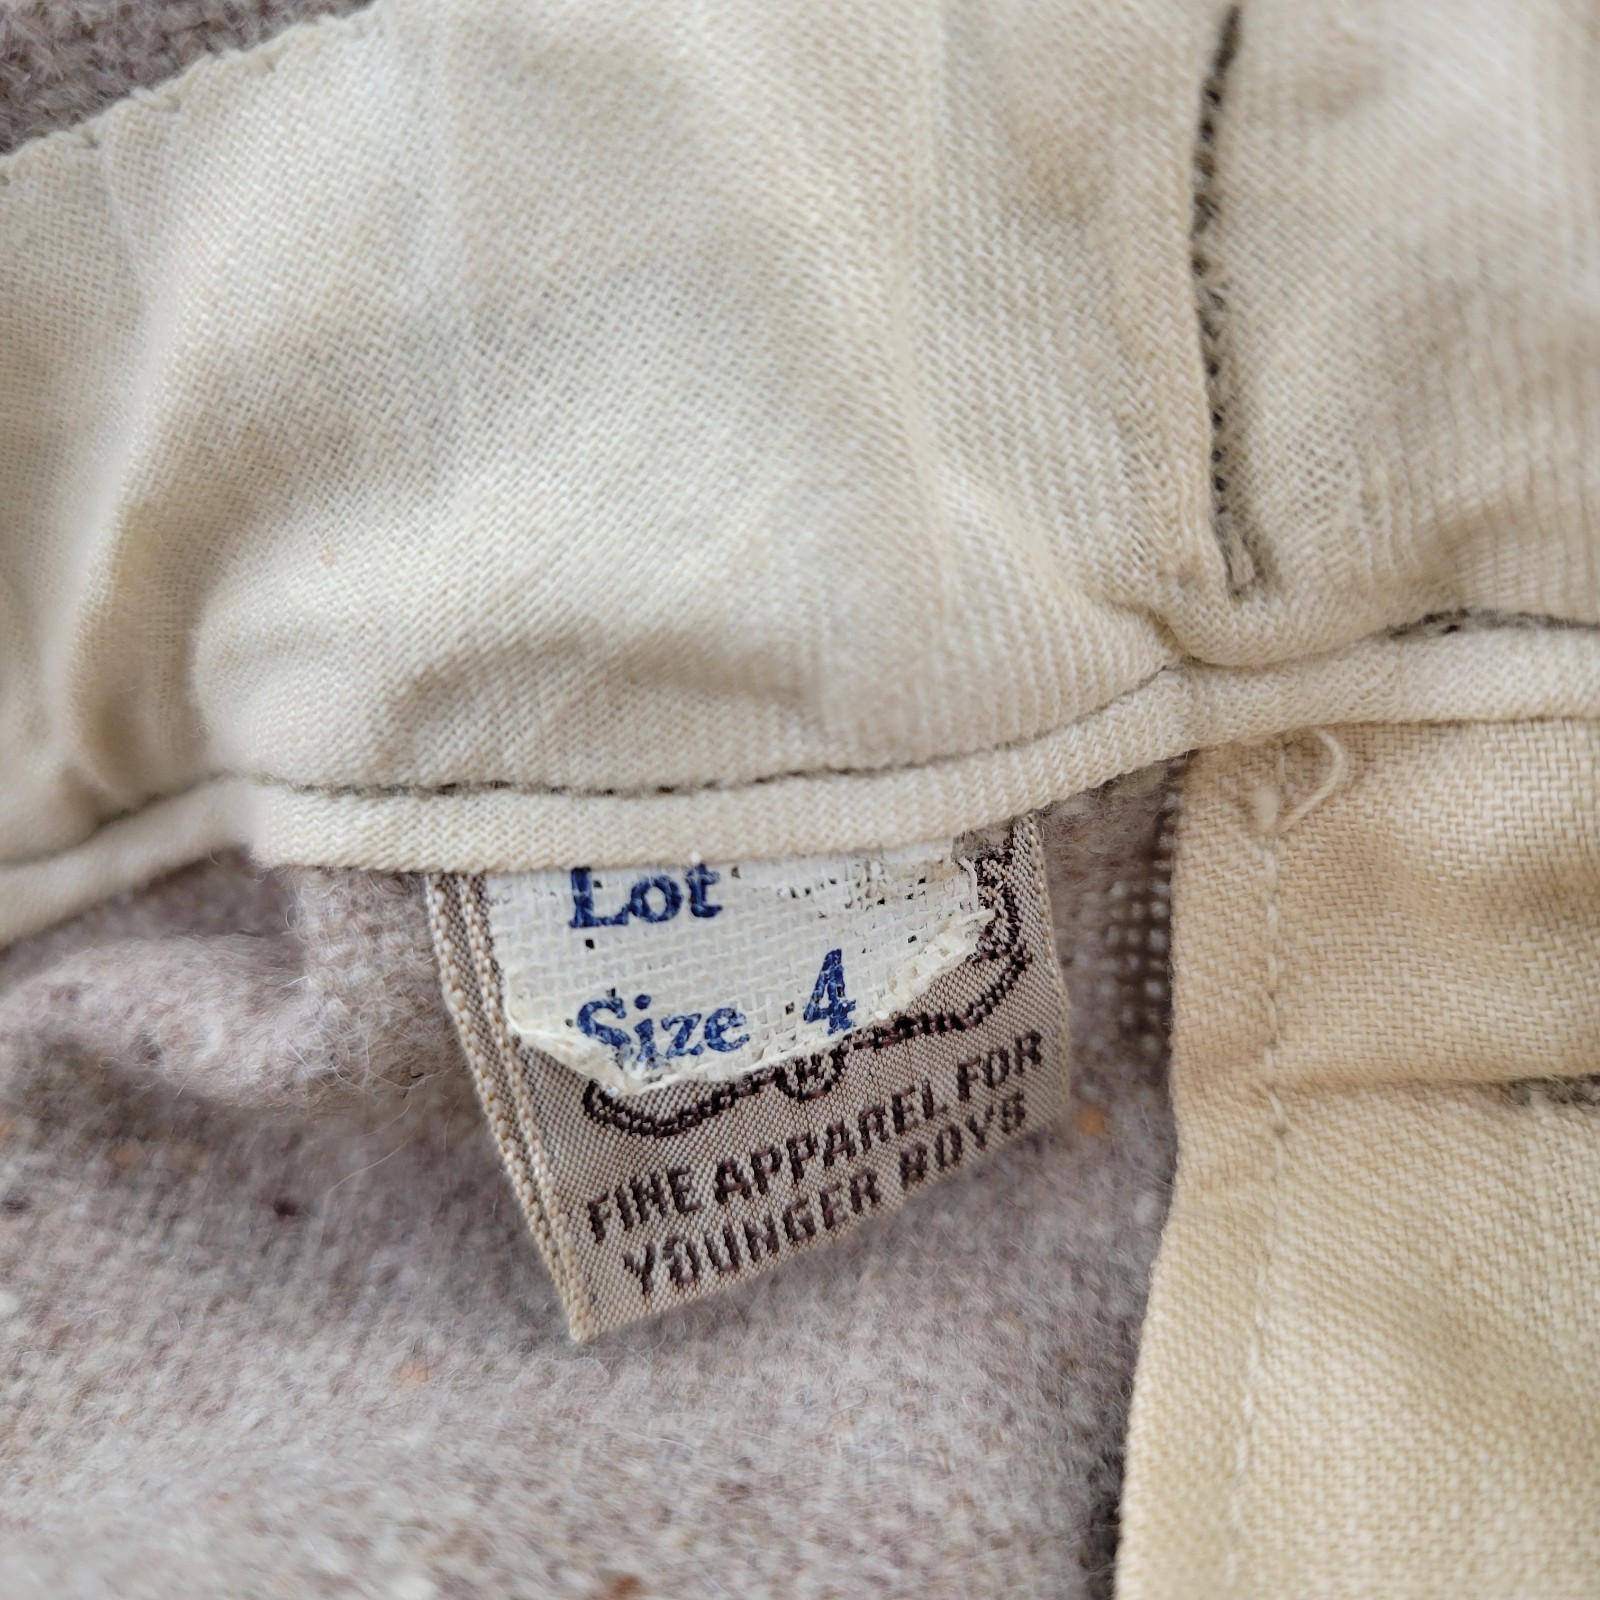 Lot
Size 4
®
FINE APPAREL FOR
YOUNGER BOYS